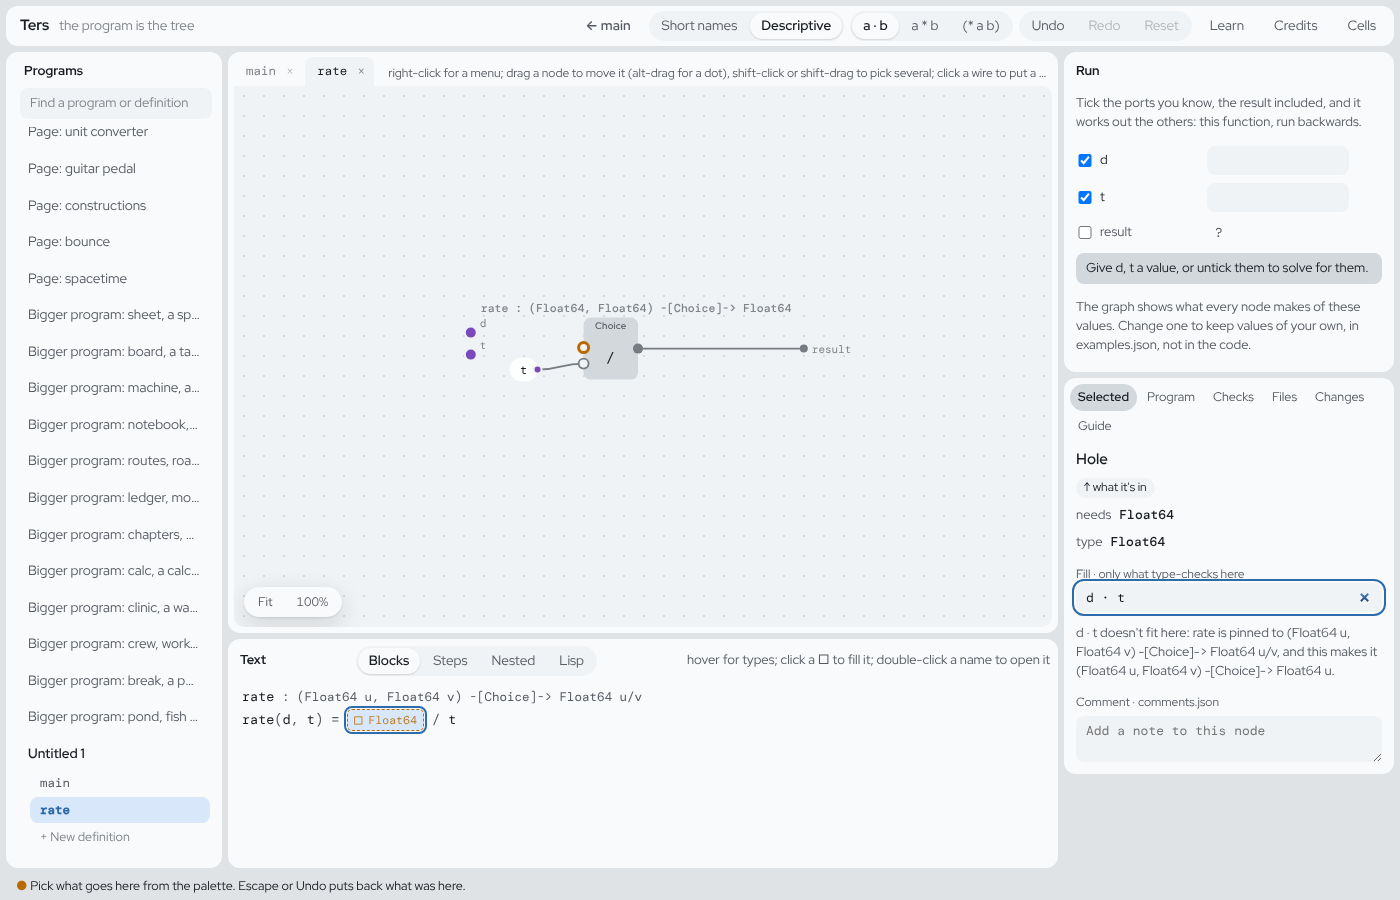 Ters the program is the tree
← main
Short names Descriptive
a · b a * b (* a b)
Undo Redo Reset
Learn Credits Cells
Programs
Find a program or definition
Page: unit converter
Page: guitar pedal
Page: constructions
Page: bounce
Page: spacetime
Bigger program: sheet, a sp...
Bigger program: board, a ta...
Bigger program: machine, a...
Bigger program: notebook,...
Bigger program: routes, roa...
Bigger program: ledger, mo...
Bigger program: chapters, ...
Bigger program: calc, a calc...
Bigger program: clinic, a wa...
Bigger program: crew, work...
Bigger program: break, a p...
Bigger program: pond, fish ...
Untitled 1
main
rate
+ New definition
main × rate ×
right-click for a menu; drag a node to move it (alt-drag for a dot), shift-click or shift-drag to pick several; click a wire to put a ...
rate : (Float64, Float64) -[Choice]-> Float64
d
t
Choice
/
t
result
Fit 100%
Text
Blocks Steps Nested Lisp
hover for types; click a □ to fill it; double-click a name to open it
rate : (Float64 u, Float64 v) -[Choice]-> Float64 u/v
rate(d, t) = □ Float64 / t
Run
Tick the ports you know, the result included, and it
works out the others: this function, run backwards.
d
t
result ?
Give d, t a value, or untick them to solve for them.
The graph shows what every node makes of these
values. Change one to keep values of your own, in
examples.json, not in the code.
Selected Program Checks Files Changes
Guide
Hole
↑ what it's in
needs Float64
type Float64
Fill · only what type-checks here
d · t ×
d · t doesn't fit here: rate is pinned to (Float64 u,
Float64 v) -[Choice]-> Float64 u/v, and this makes it
(Float64 u, Float64 v) -[Choice]-> Float64 u.
Comment · comments.json
Add a note to this node
Pick what goes here from the palette. Escape or Undo puts back what was here.